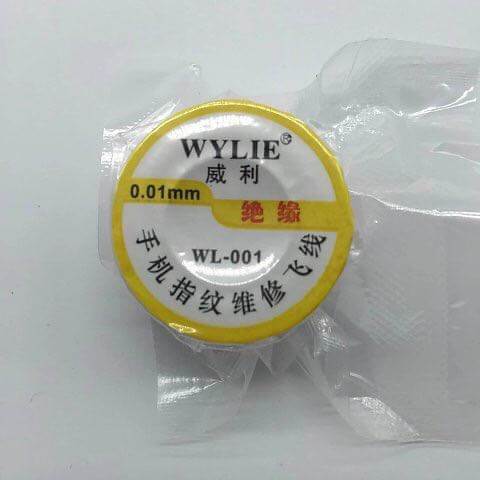 WYLIE®
威利
0.01mm
绝缘
WL-001
手机指纹维修飞线